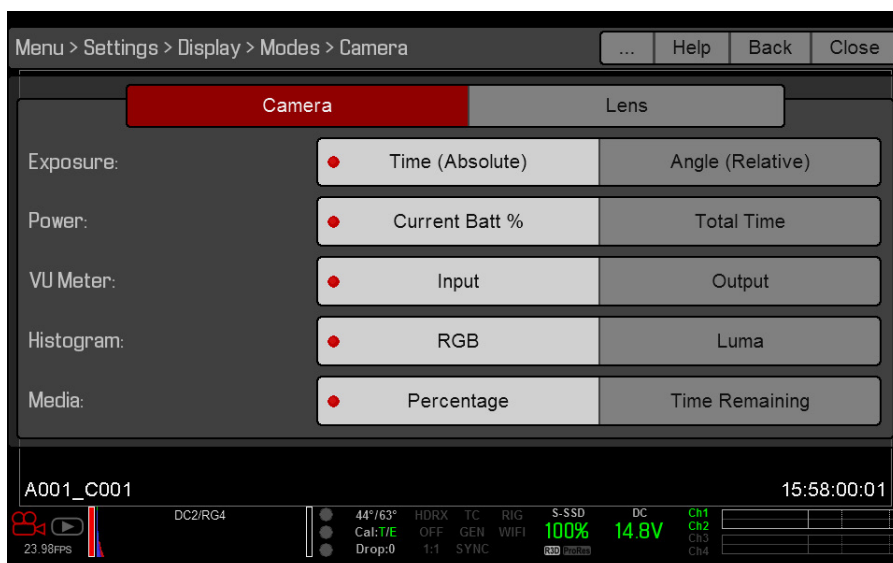 Menu > Settings > Display > Modes > Camera ... Help Back Close
Camera Lens
Exposure: Time (Absolute) Angle (Relative)
Power: Current Batt % Total Time
VU Meter: Input Output
Histogram: RGB Luma
Media: Percentage Time Remaining
A001_C001 15:58:00:01
DC2/RG4 44°/63° HDRX TC RIG S-SSD DC Ch1
Cal:T/E OFF GEN WIFI 100% 14.8V Ch2
23.98FPS Drop:0 1:1 SYNC R3D ProRes Ch3
Ch4